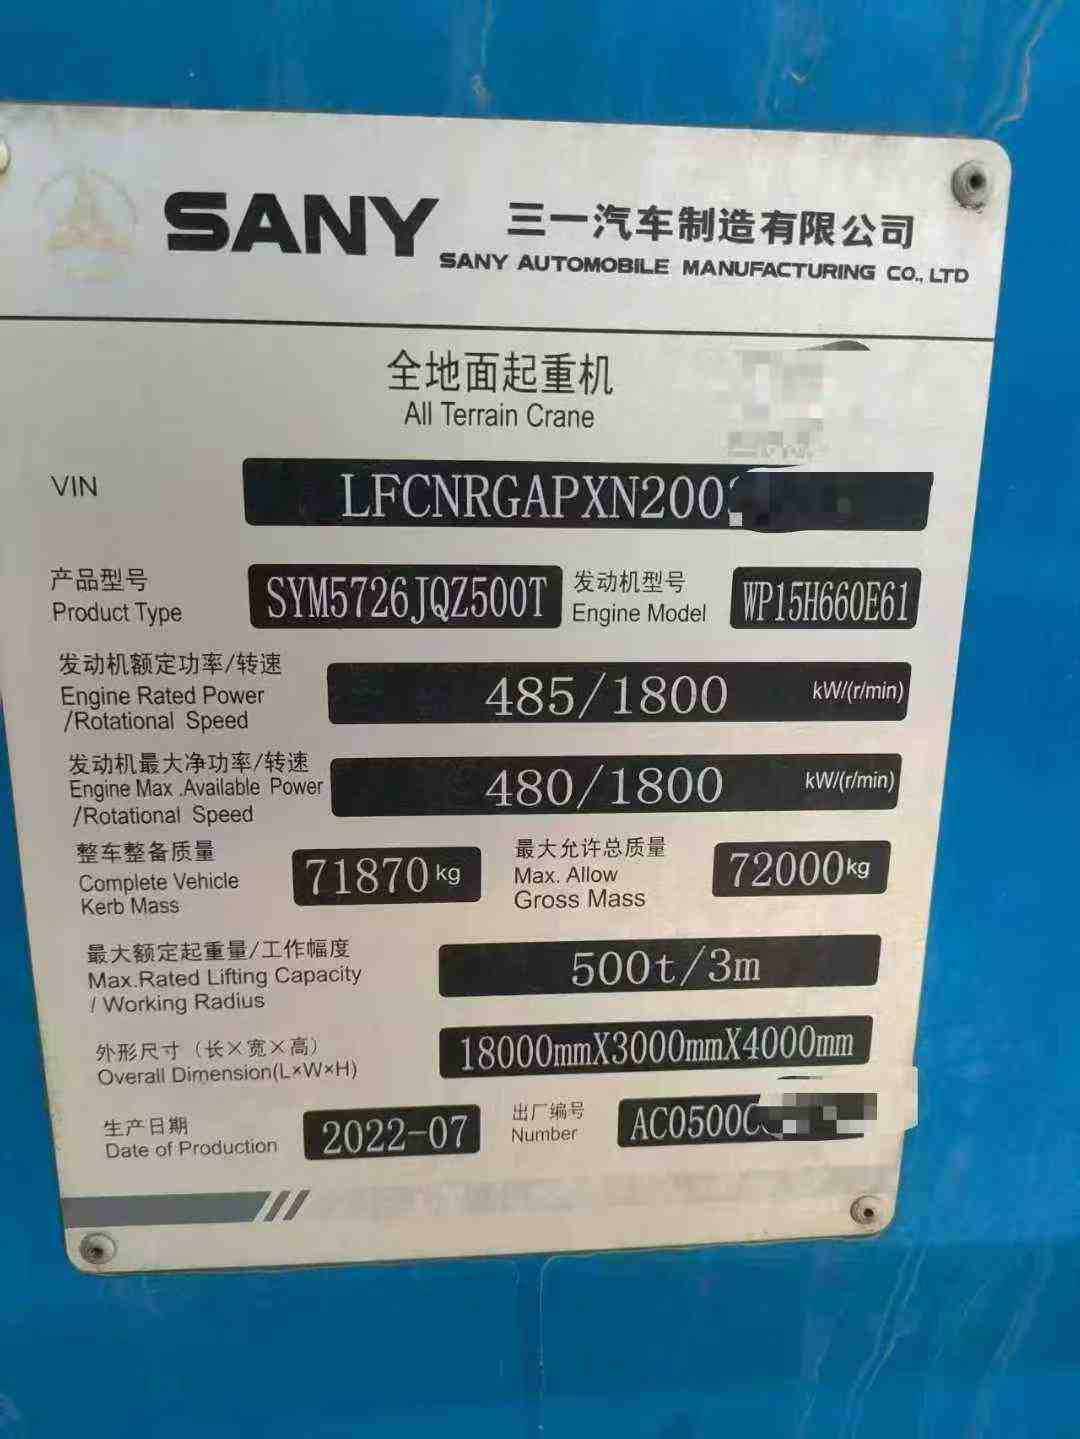 SANY 三一汽车制造有限公司
SANY AUTOMOBILE MANUFACTURING CO., LTD
全地面起重机
All Terrain Crane
VIN LFCNRGAPXN200
产品型号 SYM5726JQZ500T 发动机型号 WP15H660E61
Product Type Engine Model
发动机额定功率/转速
Engine Rated Power 485/1800 kW/(r/min)
/Rotational Speed
发动机最大净功率/转速
Engine Max .Available Power 480/1800 kW/(r/min)
/Rotational Speed
整车整备质量 71870 kg 最大允许总质量 72000kg
Complete Vehicle Max. Allow
Kerb Mass Gross Mass
最大额定起重量/工作幅度
Max.Rated Lifting Capacity 500t/3m
/ Working Radius
外形尺寸（长×宽×高）
Overall Dimension(L×W×H) 18000mmX3000mmX4000mm
生产日期 2022-07 出厂编号 AC0500
Date of Production Number